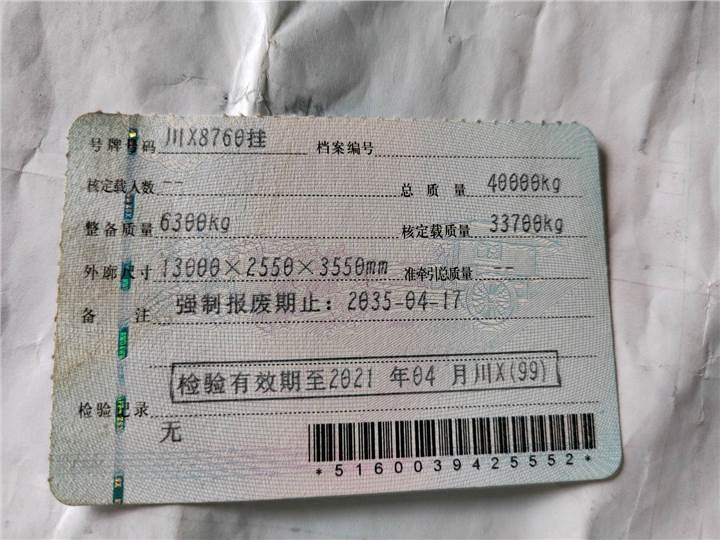 号牌号码 川X8760挂 档案编号
核定载人数 -- 总质量 40000kg
整备质量 6300kg 核定载质量 33700kg
外廓尺寸 13000×2550×3550mm 准牵引总质量 --
备注 强制报废期止：2035-04-17
检验有效期至2021 年04 月川X(99)
检验记录
无
*5160039425552*